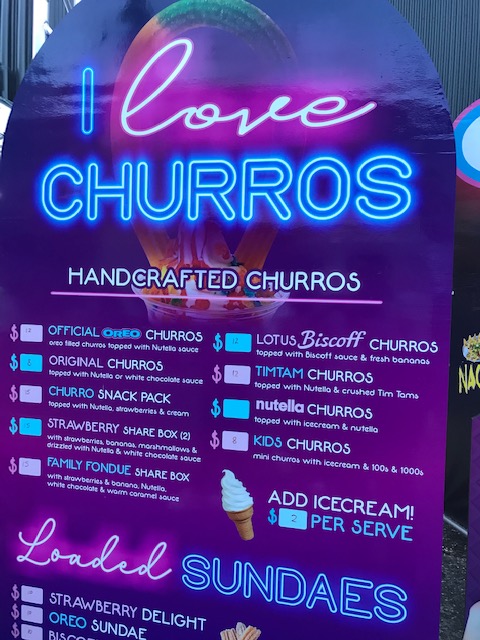 I love
CHURROS
HANDCRAFTED CHURROS
$ OFFICIAL OREO CHURROS
oreo filled churros topped with Nutella sauce
$ ORIGINAL CHURROS
topped with Nutella or white chocolate sauce
$ CHURRO SNACK PACK
topped with Nutella, strawberries & cream
$ STRAWBERRY SHARE BOX (2)
with strawberries, bananas, marshmallows &
drizzled with Nutella & white chocolate sauce
$ FAMILY FONDUE SHARE BOX
with strawberries & banana, Nutella,
white chocolate & warm caramel sauce
$ 12 LOTUS Biscoff CHURROS
topped with Biscoff sauce & fresh bananas
$ TIMTAM CHURROS
topped with Nutella & crushed Tim Tams
$ nutella CHURROS
topped with icecream & nutella
$ 8 KIDS CHURROS
mini churros with icecream & 100s & 1000s
ADD ICECREAM!
$ 2 PER SERVE
Loaded SUNDAES
$ STRAWBERRY DELIGHT
$ OREO SUNDAE